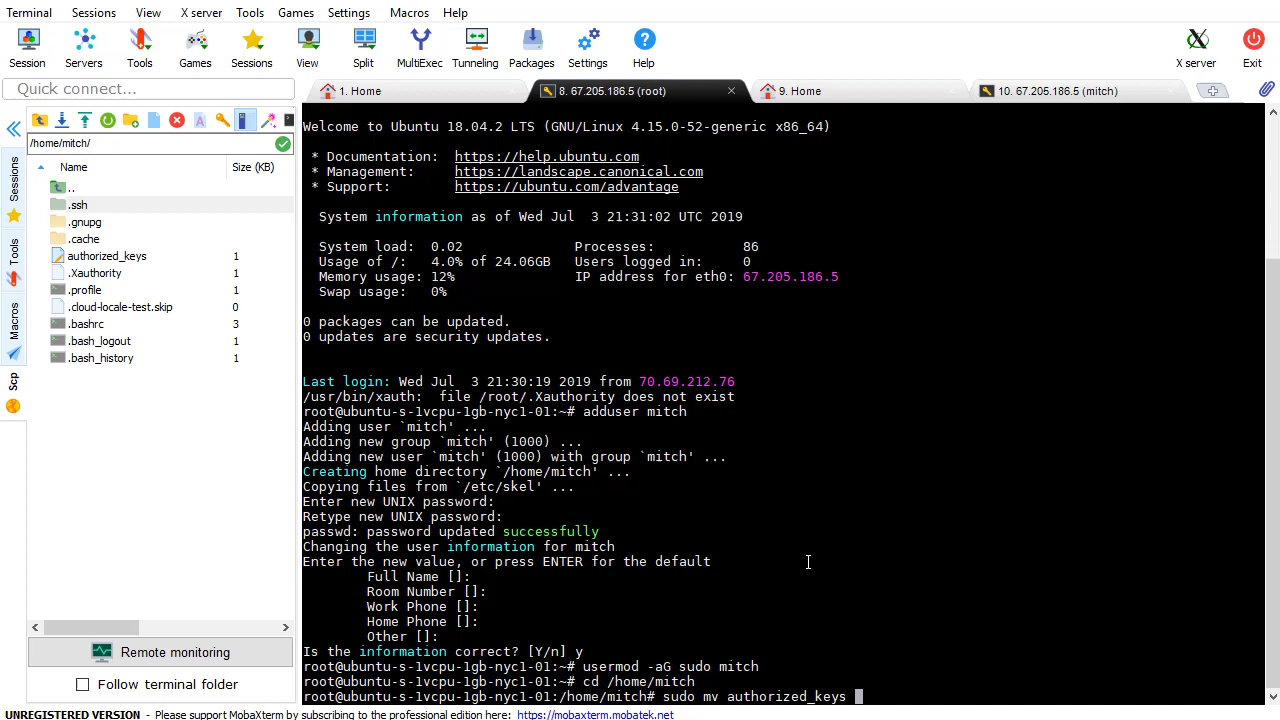 Terminal Sessions View X server Tools Games Settings Macros Help
Session Servers Tools Games Sessions View Split MultiExec Tunneling Packages Settings Help X server Exit
Quick connect...
1. Home
8. 67.205.186.5 (root)
9. Home
10. 67.205.186.5 (mitch)
Sessions
Tools
Macros
Scp
/home/mitch/
Name Size (KB)
..
.ssh
.gnupg
.cache
authorized_keys 1
.Xauthority 1
.profile 1
.cloud-locale-test.skip 0
.bashrc 3
.bash_logout 1
.bash_history 1
Remote monitoring
Follow terminal folder
Welcome to Ubuntu 18.04.2 LTS (GNU/Linux 4.15.0-52-generic x86_64)
* Documentation: https://help.ubuntu.com
* Management: https://landscape.canonical.com
* Support: https://ubuntu.com/advantage
System information as of Wed Jul 3 21:31:02 UTC 2019
System load: 0.02 Processes: 86
Usage of /: 4.0% of 24.06GB Users logged in: 0
Memory usage: 12% IP address for eth0: 67.205.186.5
Swap usage: 0%
0 packages can be updated.
0 updates are security updates.
Last login: Wed Jul 3 21:30:19 2019 from 70.69.212.76
/usr/bin/xauth: file /root/.Xauthority does not exist
root@ubuntu-s-1vcpu-1gb-nyc1-01:~# adduser mitch
Adding user `mitch' ...
Adding new group `mitch' (1000) ...
Adding new user `mitch' (1000) with group `mitch' ...
Creating home directory `/home/mitch' ...
Copying files from `/etc/skel' ...
Enter new UNIX password:
Retype new UNIX password:
passwd: password updated successfully
Changing the user information for mitch
Enter the new value, or press ENTER for the default
Full Name []:
Room Number []:
Work Phone []:
Home Phone []:
Other []:
Is the information correct? [Y/n] y
root@ubuntu-s-1vcpu-1gb-nyc1-01:~# usermod -aG sudo mitch
root@ubuntu-s-1vcpu-1gb-nyc1-01:~# cd /home/mitch
root@ubuntu-s-1vcpu-1gb-nyc1-01:/home/mitch# sudo mv authorized_keys
UNREGISTERED VERSION - Please support MobaXterm by subscribing to the professional edition here: https://mobaxterm.mobatek.net